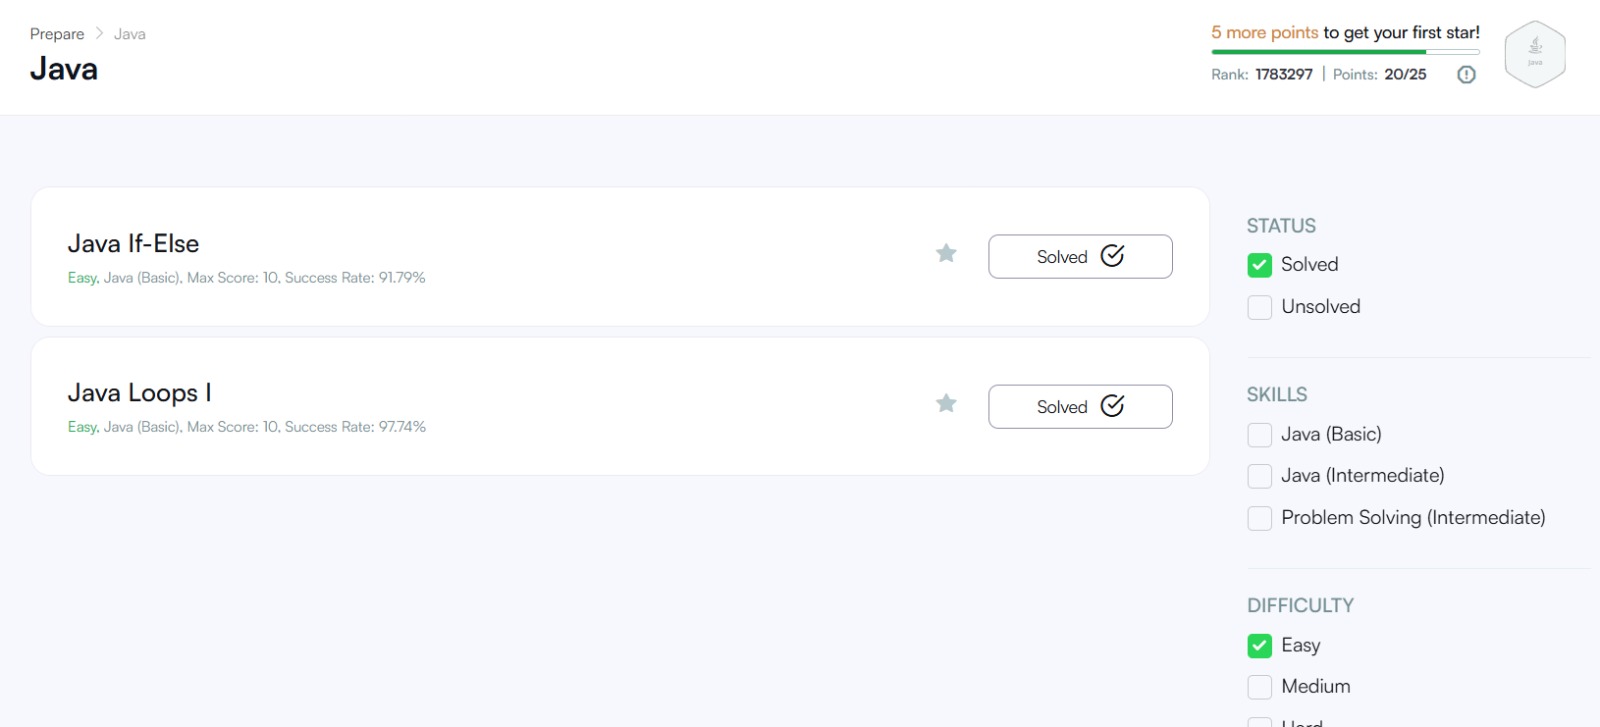 Prepare > Java
Java
5 more points to get your first star!
Rank: 1783297 | Points: 20/25
Java
Java If-Else
Easy, Java (Basic), Max Score: 10, Success Rate: 91.79%
Solved
Java Loops I
Easy, Java (Basic), Max Score: 10, Success Rate: 97.74%
Solved
STATUS
Solved
Unsolved
SKILLS
Java (Basic)
Java (Intermediate)
Problem Solving (Intermediate)
DIFFICULTY
Easy
Medium
Hard